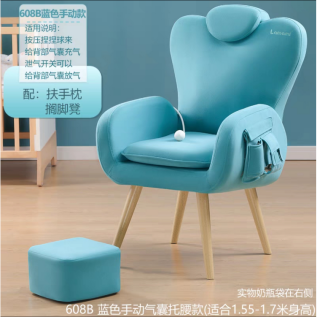 608B蓝色手动款
适用说明：
按压捏捏球来
给背部气囊充气
泄气开关可以
给背部气囊放气
配：扶手枕
搁脚凳
实物奶瓶袋在右侧
608B 蓝色手动气囊托腰款(适合1.55-1.7米身高)